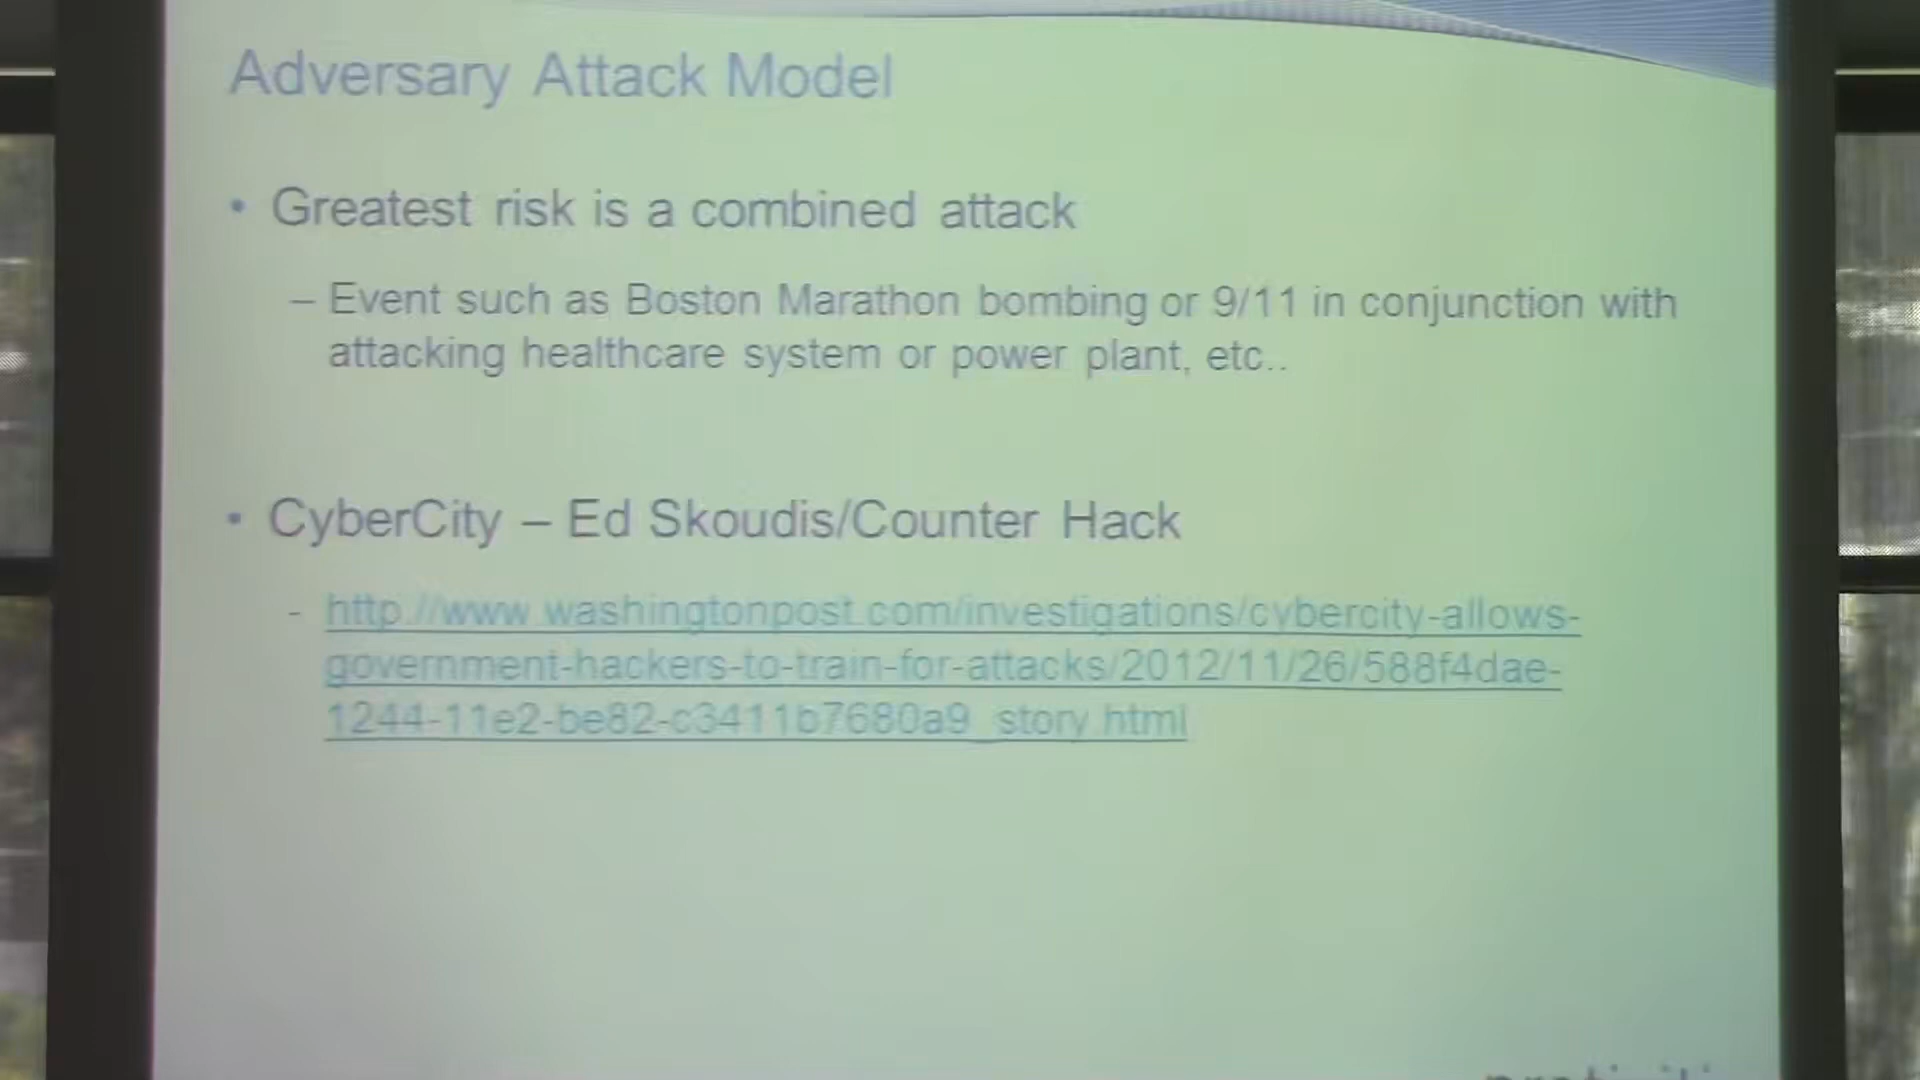 Adversary Attack Model
• Greatest risk is a combined attack
– Event such as Boston Marathon bombing or 9/11 in conjunction with
attacking healthcare system or power plant, etc..
• CyberCity – Ed Skoudis/Counter Hack
- http://www.washingtonpost.com/investigations/cybercity-allows-
government-hackers-to-train-for-attacks/2012/11/26/588f4dae-
1244-11e2-be82-c3411b7680a9_story.html